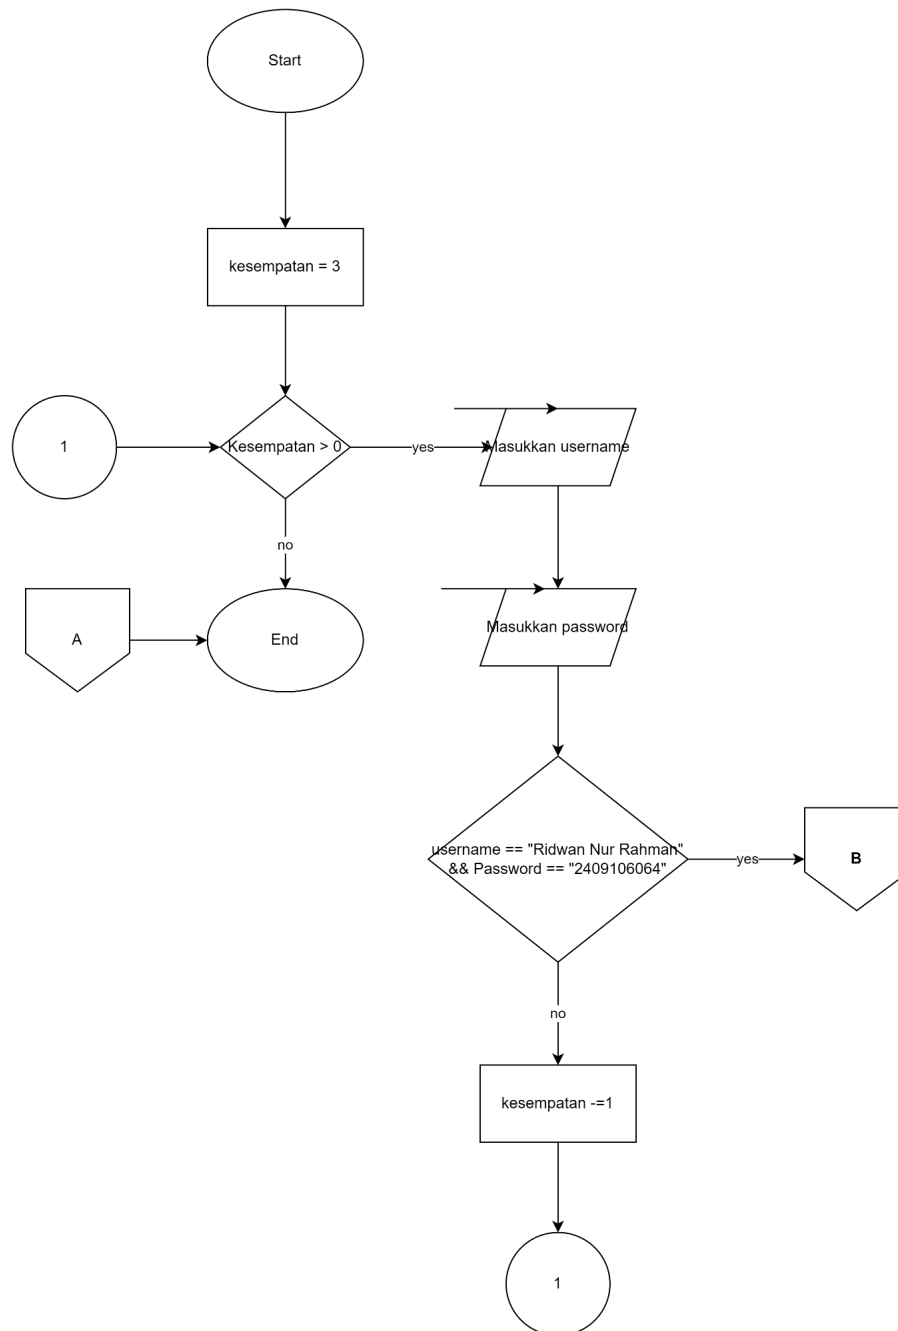 Start
kesempatan = 3
1
Kesempatan > 0
yes
Masukkan username
no
A
End
Masukkan password
username == "Ridwan Nur Rahman"
&& Password == "2409106064"
yes
B
no
kesempatan -=1
1